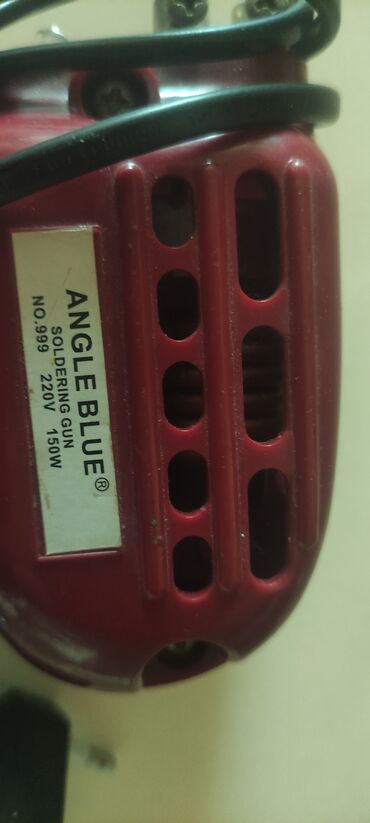 ANGLE BLUE®
SOLDERING GUN
NO.999 220V 150W